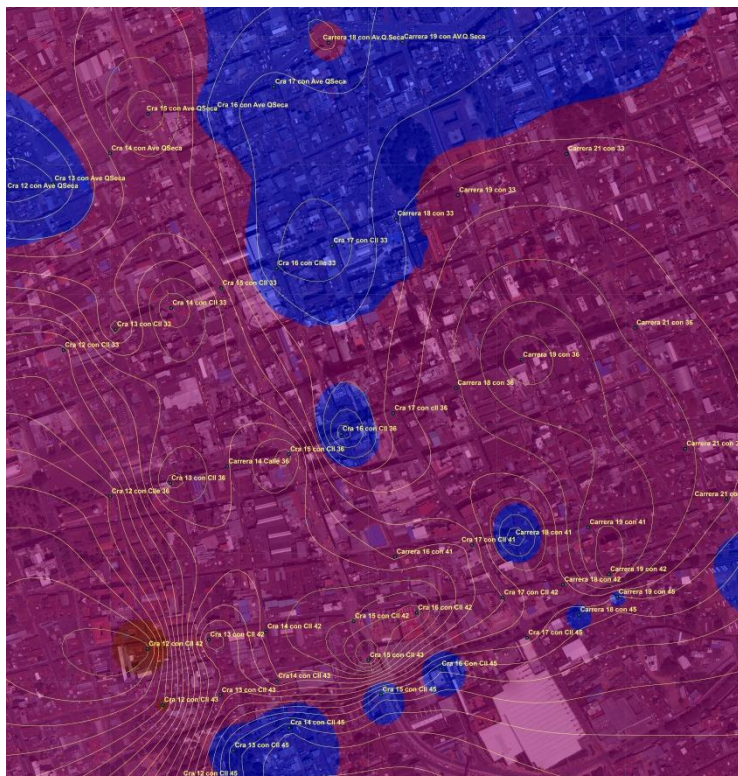 Carrera 18 con Av.Q.Seca
Carrera 19 con AV.Q.Seca
Cra 17 con Ave QSeca
Cra 15 con Ave QSeca
Cra 16 con Ave QSeca
Cra 14 con Ave QSeca
Carrera 21 con 33
Cra 13 con Ave QSeca
Cra 12 con Ave QSeca
Carrera 19 con 33
Carrera 18 con 33
Cra 17 con Cll 33
Cra 16 con Clle 33
Cra 15 con Cll 33
Cra 14 con Cll 33
Cra 13 con Cll 33
Carrera 21 con 36
Cra 12 con Cll 33
Carrera 19 con 36
Carrera 18 con 36
Cra 17 con cll 36
Cra 16 con Cll 36
Cra 15 con Cll 36
Carrera 21 con
Carrera 14 Calle 36
Cra 13 con Cll 36
Cra 12 con Clle 36
Carrera 21 con
Carrera 19 con 41
Carrera 18 con 41
Cra 17 con Cll 41
Carrera 16 con 41
Carrera 19 con 42
Carrera 18 con 42
Carrera 19 con 45
Cra 17 con Cll 42
Cra 16 con Cll 42
Carrera 18 con 45
Cra 15 con Cll 42
Cra 14 con Cll 42
Cra 13 con Cll 42
Cra 17 con Cll 45
Cra 12 con Cll 42
Cra 15 con Cll 43
Cra 16 Con Cll 45
Cra14 con Cll 43
Cra 13 con Cll 43
Cra 15 con Cll 45
Cra 12 con Cll 43
Cra 14 con Cll 45
Cra 13 con Cll 45
Cra 12 con Cll 45